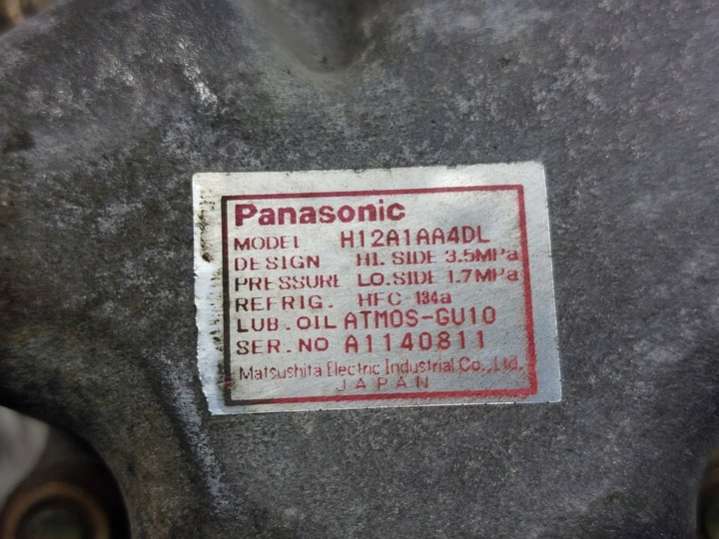 Panasonic
MODEL H12A1AA4DL
DESIGN HI. SIDE 3.5MPa
PRESSURE LO. SIDE 1.7MPa
REFRIG. HFC 134a
LUB. OIL ATMOS-GU10
SER. NO A1140811
Matsushita Electric Industrial Co., Ltd.
JAPAN